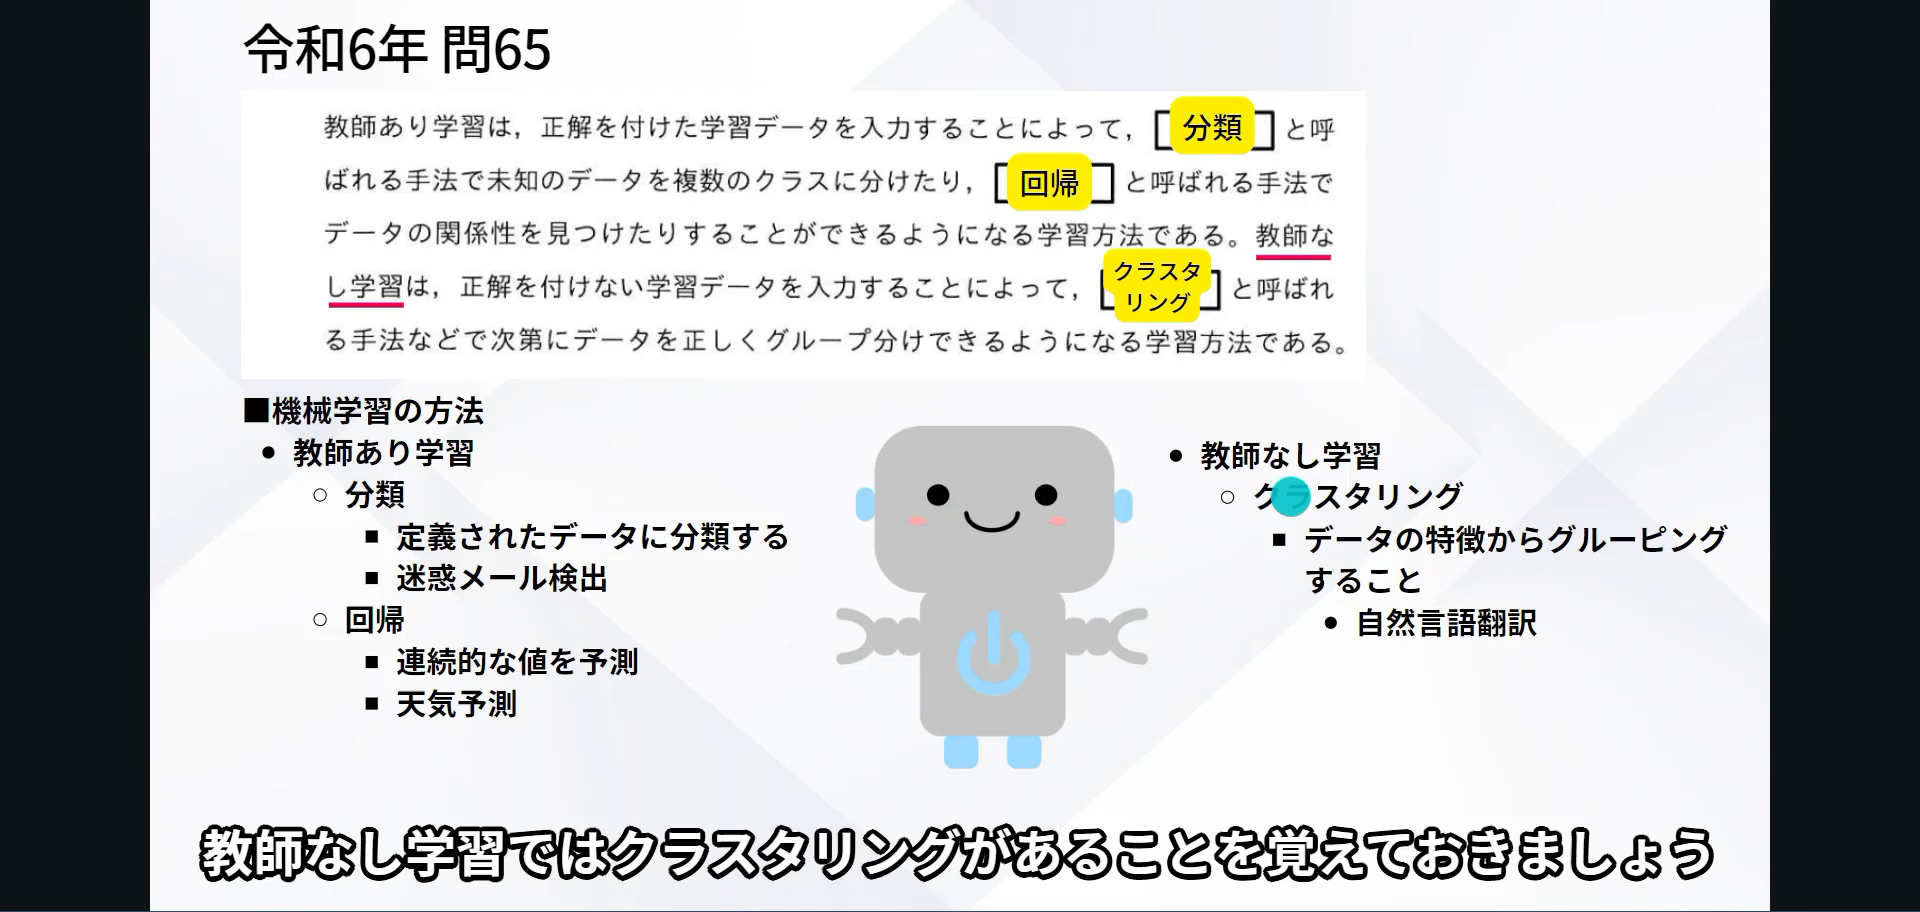 令和6年 問65
教師あり学習は，正解を付けた学習データを入力することによって，分類と呼
ばれる手法で未知のデータを複数のクラスに分けたり，回帰と呼ばれる手法で
データの関係性を見つけたりすることができるようになる学習方法である。教師な
し学習は，正解を付けない学習データを入力することによって，クラスタリングと呼ばれ
る手法などで次第にデータを正しくグループ分けできるようになる学習方法である。
■機械学習の方法
● 教師あり学習
○ 分類
■ 定義されたデータに分類する
■ 迷惑メール検出
○ 回帰
■ 連続的な値を予測
■ 天気予測
● 教師なし学習
○ クラスタリング
■ データの特徴からグルーピング
すること
● 自然言語翻訳
教師なし学習ではクラスタリングがあることを覚えておきましょう